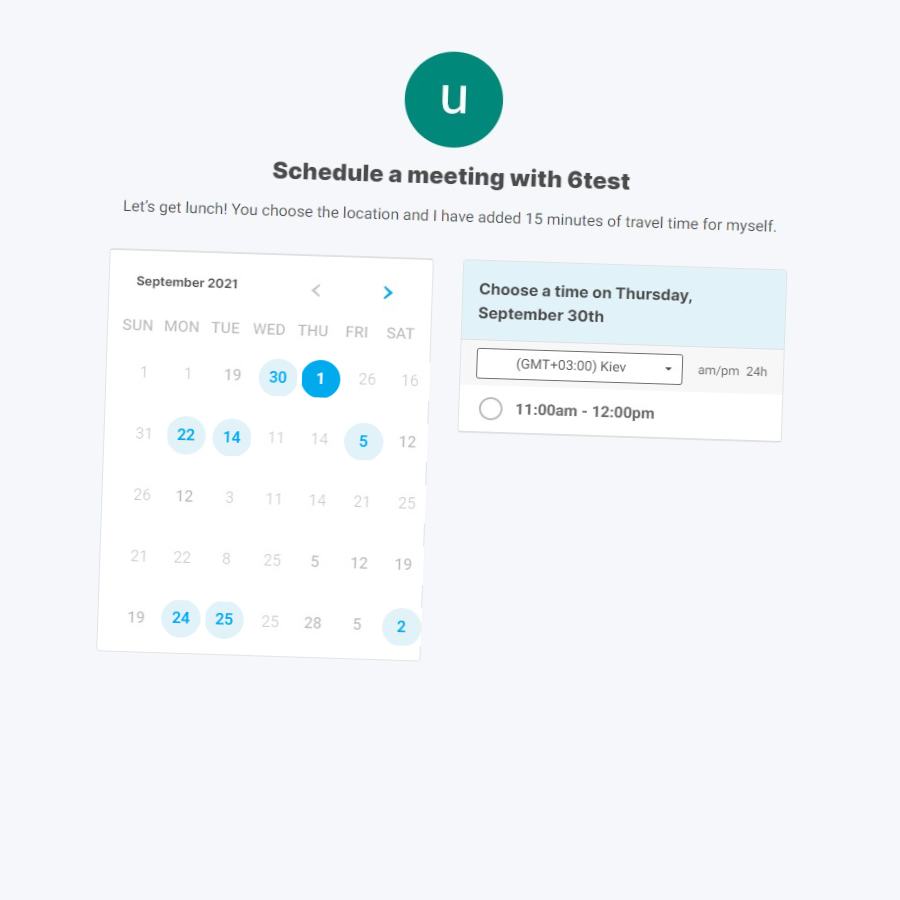 u
Schedule a meeting with 6test
Let's get lunch! You choose the location and I have added 15 minutes of travel time for myself.
September 2021
SUN MON TUE WED THU FRI SAT
1 1 19 30 1 26 16
31 22 14 11 14 5 12
26 12 3 11 14 21 25
21 22 8 25 5 12 19
19 24 25 25 28 5 2
Choose a time on Thursday,
September 30th
(GMT+03:00) Kiev
am/pm 24h
11:00am - 12:00pm